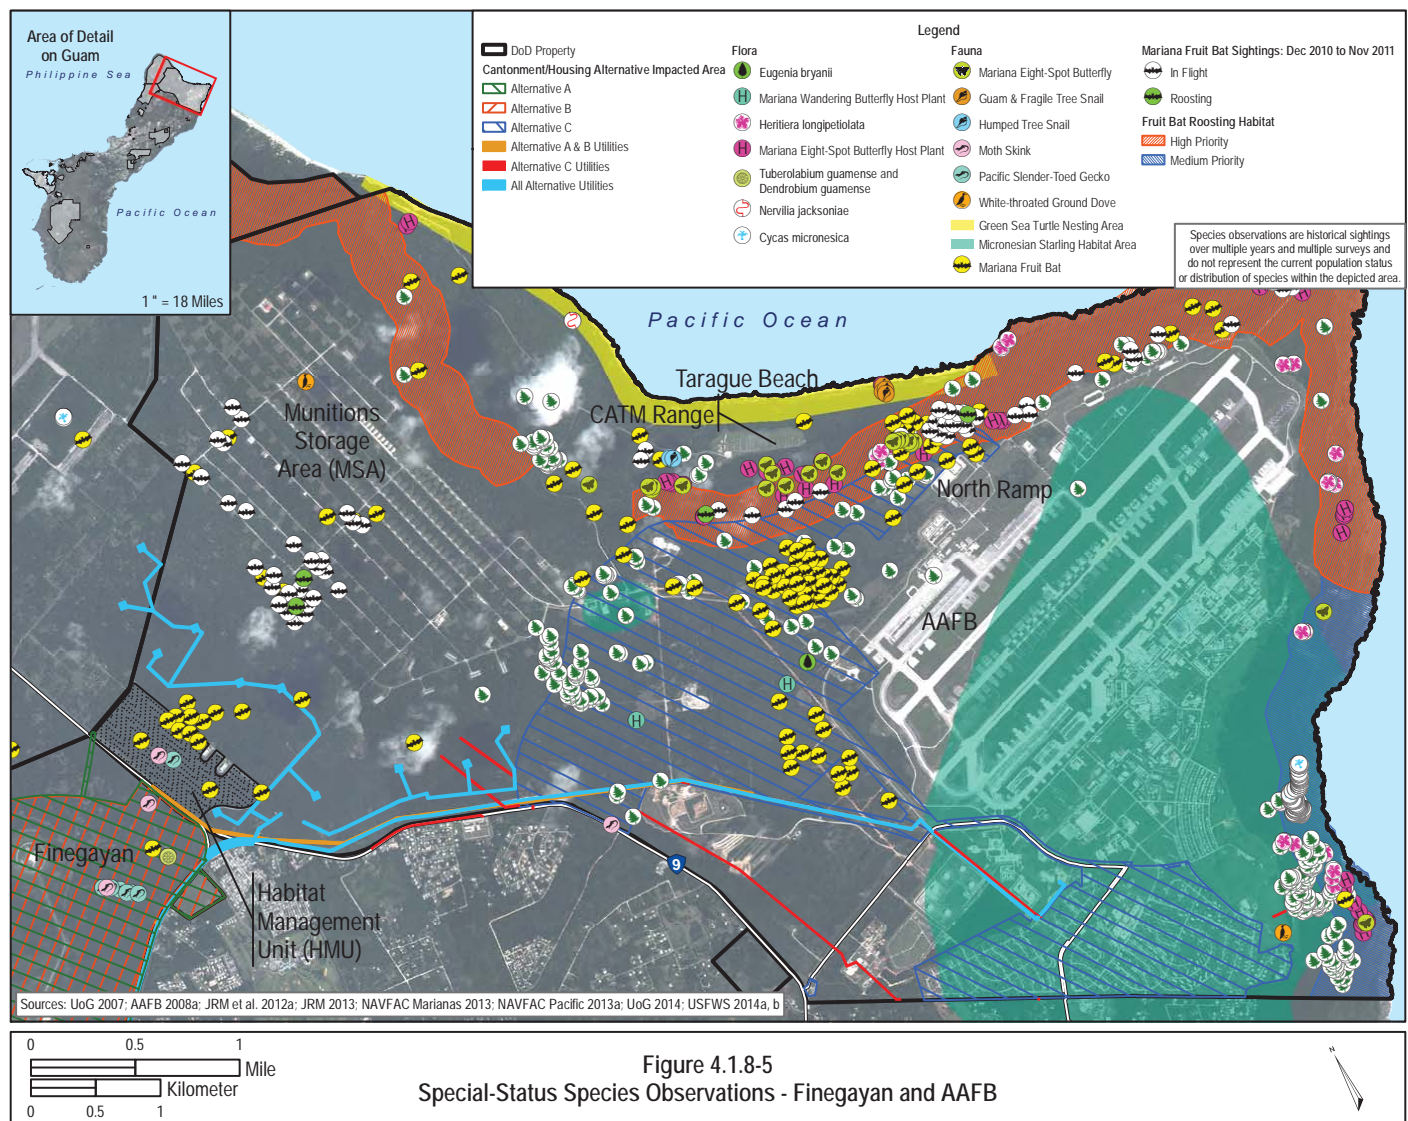 Area of Detail
on Guam
Philippine Sea
Pacific Ocean
1 " = 18 Miles
Legend
DoD Property
Cantonment/Housing Alternative Impacted Area
Alternative A
Alternative B
Alternative C
Alternative A & B Utilities
Alternative C Utilities
All Alternative Utilities
Flora
Eugenia bryanii
Mariana Wandering Butterfly Host Plant
Heritiera longipetiolata
Mariana Eight-Spot Butterfly Host Plant
Tuberolabium guamense and
Dendrobium guamense
Nervilia jacksoniae
Cycas micronesica
Fauna
Mariana Eight-Spot Butterfly
Guam & Fragile Tree Snail
Humped Tree Snail
Moth Skink
Pacific Slender-Toed Gecko
White-throated Ground Dove
Green Sea Turtle Nesting Area
Micronesian Starling Habitat Area
Mariana Fruit Bat
Mariana Fruit Bat Sightings: Dec 2010 to Nov 2011
In Flight
Roosting
Fruit Bat Roosting Habitat
High Priority
Medium Priority
Species observations are historical sightings
over multiple years and multiple surveys and
do not represent the current population status
or distribution of species within the depicted area.
Pacific Ocean
Tarague Beach
CATM Range
Munitions
Storage
Area (MSA)
North Ramp
AAFB
Finegayan
Habitat
Management
Unit (HMU)
9
Sources: UoG 2007; AAFB 2008a; JRM et al. 2012a; JRM 2013; NAVFAC Marianas 2013; NAVFAC Pacific 2013a; UoG 2014; USFWS 2014a, b
0 0.5 1
Mile
Kilometer
0 0.5 1
Figure 4.1.8-5
Special-Status Species Observations - Finegayan and AAFB
N